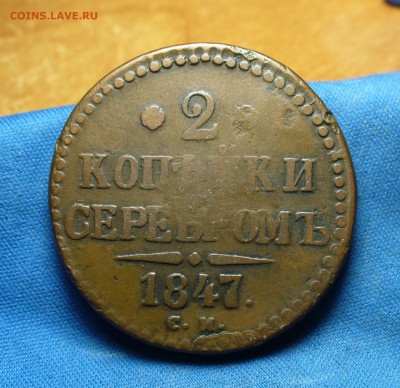 COINS.LAVE.RU
2
КОПѢЙКИ
СЕРЕБРОМЪ
1847.
С. М.